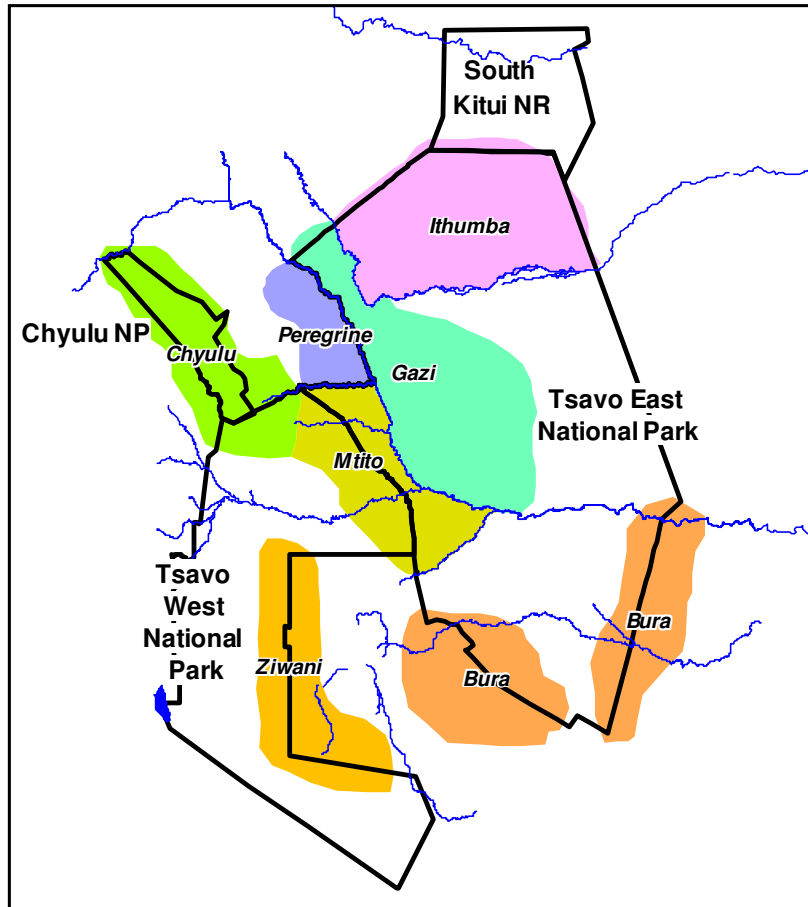 South
Kitui NR
Ithumba
Chyulu NP
Chyulu
Peregrine
Gazi
Tsavo East
National Park
Mtito
Tsavo
West
National
Park
Ziwani
Bura
Bura